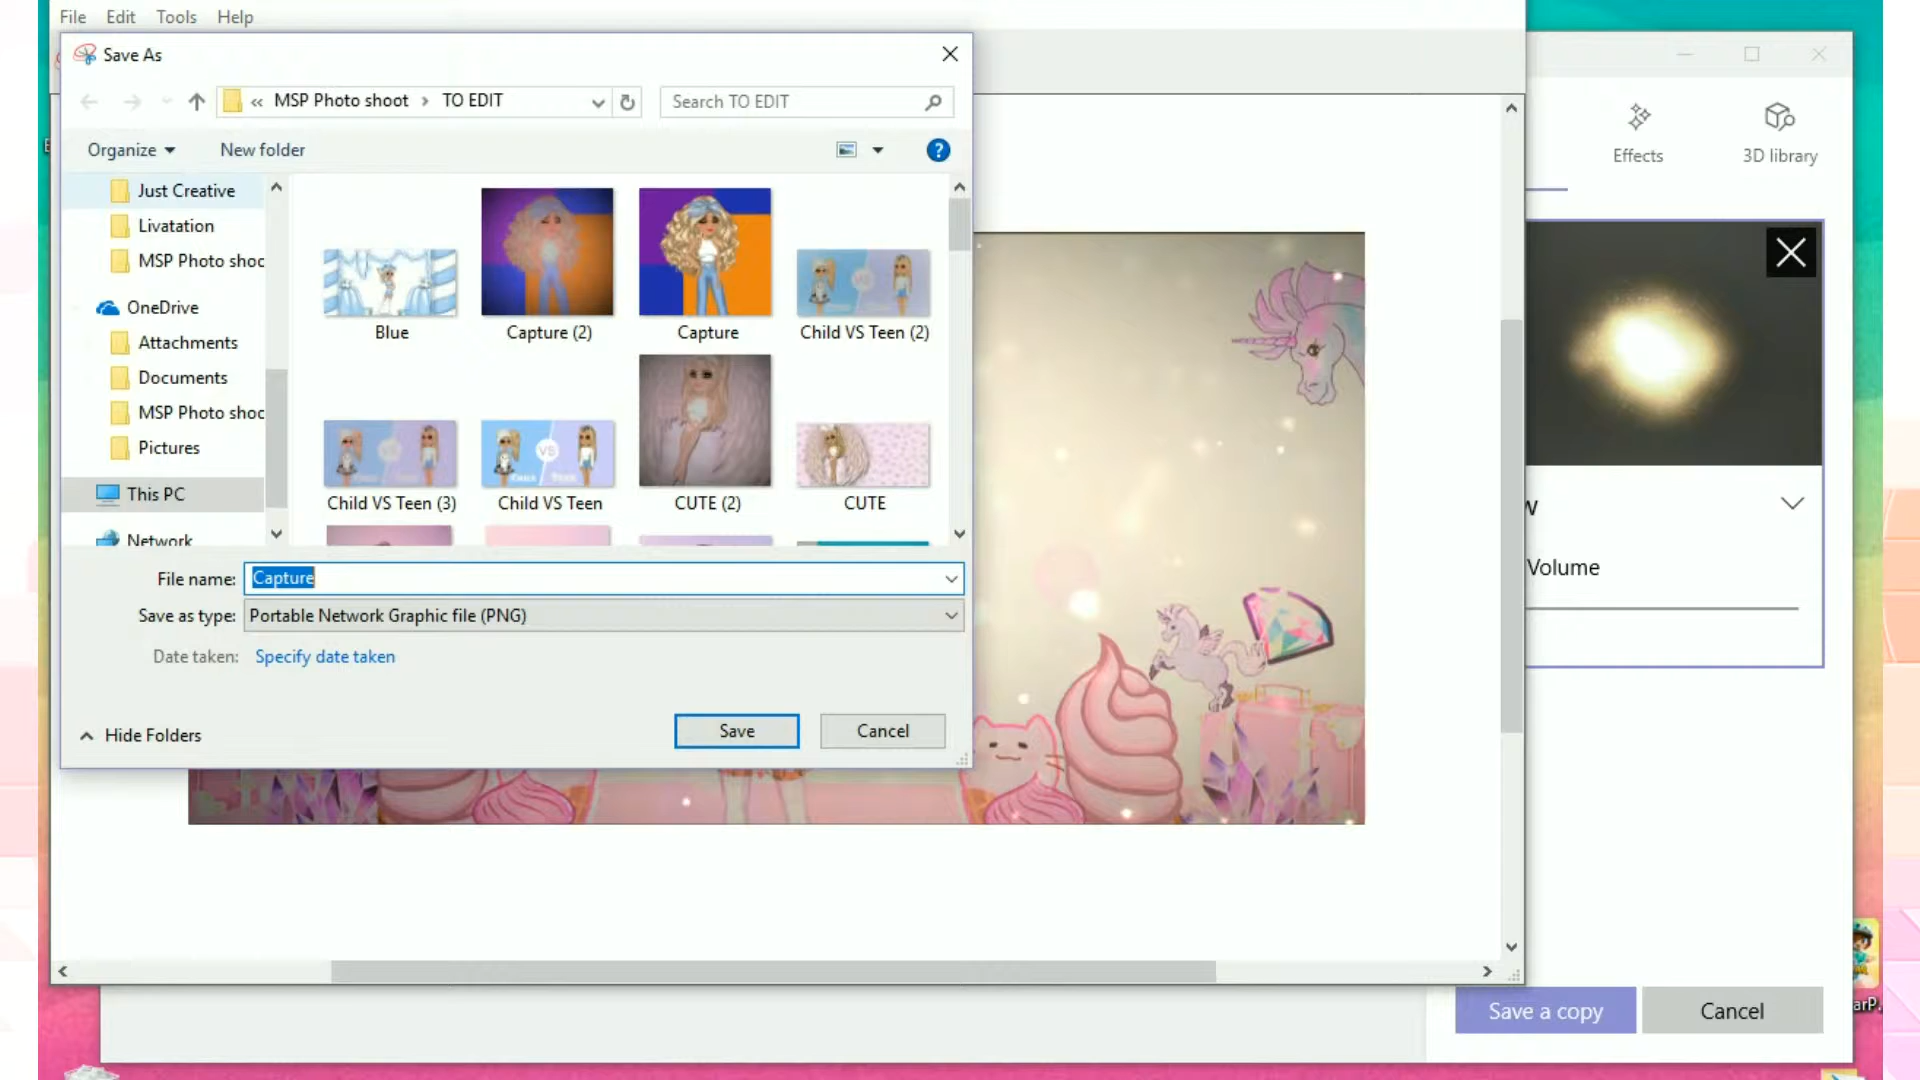 File Edit Tools Help
Save As
« MSP Photo shoot › TO EDIT
Search TO EDIT
Organize
New folder
Effects
3D library
Just Creative
Livatation
MSP Photo shoc
OneDrive
Attachments
Documents
MSP Photo shoc
Pictures
This PC
Network
Blue
Capture (2)
Capture
Child VS Teen (2)
VS
VS
Child VS Teen (3)
Child VS Teen
CUTE (2)
CUTE
File name: Capture
Save as type: Portable Network Graphic file (PNG)
Date taken: Specify date taken
Volume
Hide Folders
Save
Cancel
Save a copy
Cancel
arP.